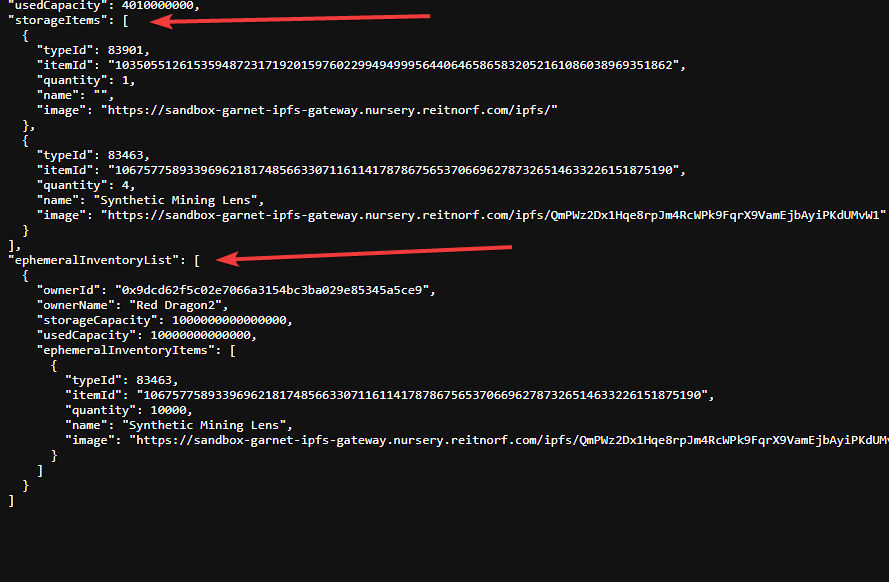 "usedCapacity": 4010000000,
"storageItems": [
{
"typeId": 83901,
"itemId": "103505512615359487231719201597602299494999564406465865832052161086038969351862",
"quantity": 1,
"name": "",
"image": "https://sandbox-garnet-ipfs-gateway.nursery.reitnorf.com/ipfs/"
},
{
"typeId": 83463,
"itemId": "106757758933969621817485663307116114178786756537066962787326514633226151875190",
"quantity": 4,
"name": "Synthetic Mining Lens",
"image": "https://sandbox-garnet-ipfs-gateway.nursery.reitnorf.com/ipfs/QmPWz2Dx1Hqe8rpJm4RcWPk9FqrX9VamEjbAyiPKdUMvW1"
}
],
"ephemeralInventoryList": [
{
"ownerId": "0x9dcd62f5c02e7066a3154bc3ba029e85345a5ce9",
"ownerName": "Red Dragon2",
"storageCapacity": 1000000000000000,
"usedCapacity": 10000000000000,
"ephemeralInventoryItems": [
{
"typeId": 83463,
"itemId": "106757758933969621817485663307116114178786756537066962787326514633226151875190",
"quantity": 10000,
"name": "Synthetic Mining Lens",
"image": "https://sandbox-garnet-ipfs-gateway.nursery.reitnorf.com/ipfs/QmPWz2Dx1Hqe8rpJm4RcWPk9FqrX9VamEjbAyiPKdUMv
}
]
}
]